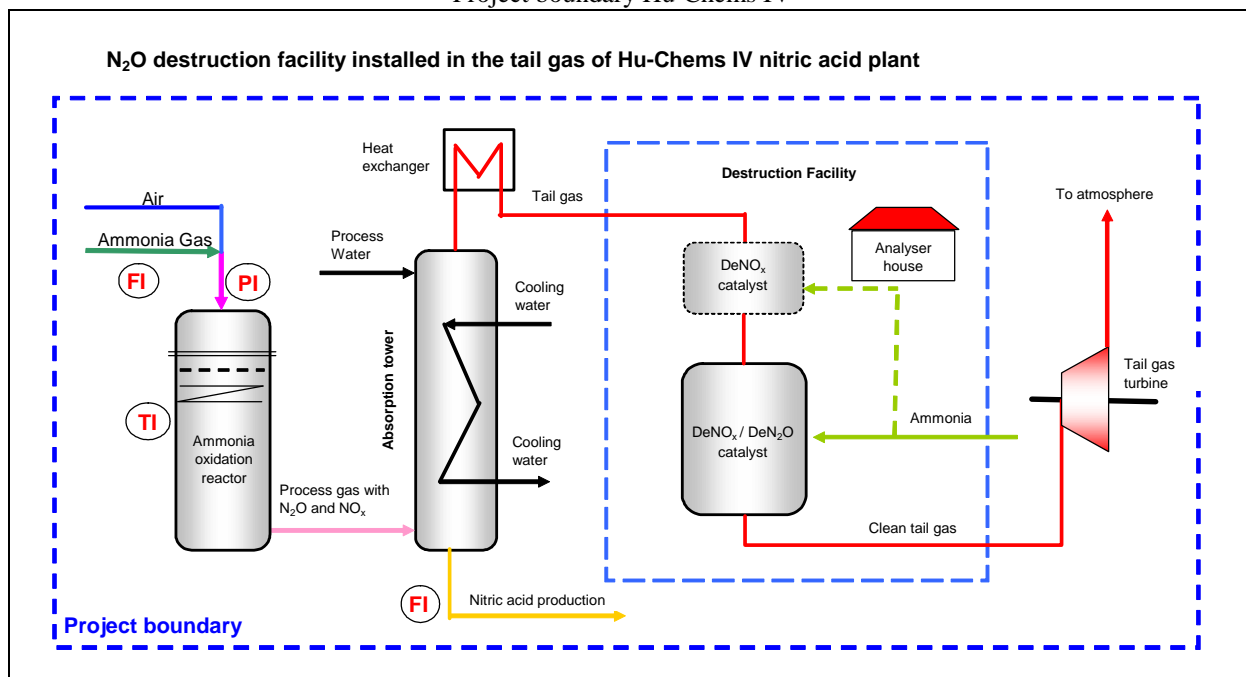 Project boundary Hu-Chems IV
N₂O destruction facility installed in the tail gas of Hu-Chems IV nitric acid plant
Heat
exchanger
Destruction Facility
Air
Tail gas
To atmosphere
Ammonia Gas
Process
Water
Analyser
house
FI
PI
DeNOₓ
catalyst
Cooling
water
Absorption tower
Tail gas
turbine
TI
Ammonia
oxidation
reactor
DeNOₓ / DeN₂O
catalyst
Ammonia
Cooling
water
Process gas with
N₂O and NOₓ
Clean tail gas
FI
Nitric acid production
Project boundary